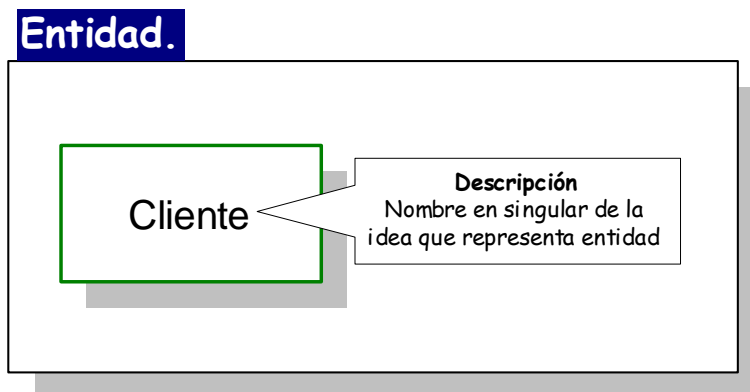 Entidad.
Cliente
Descripción
Nombre en singular de la
idea que representa entidad